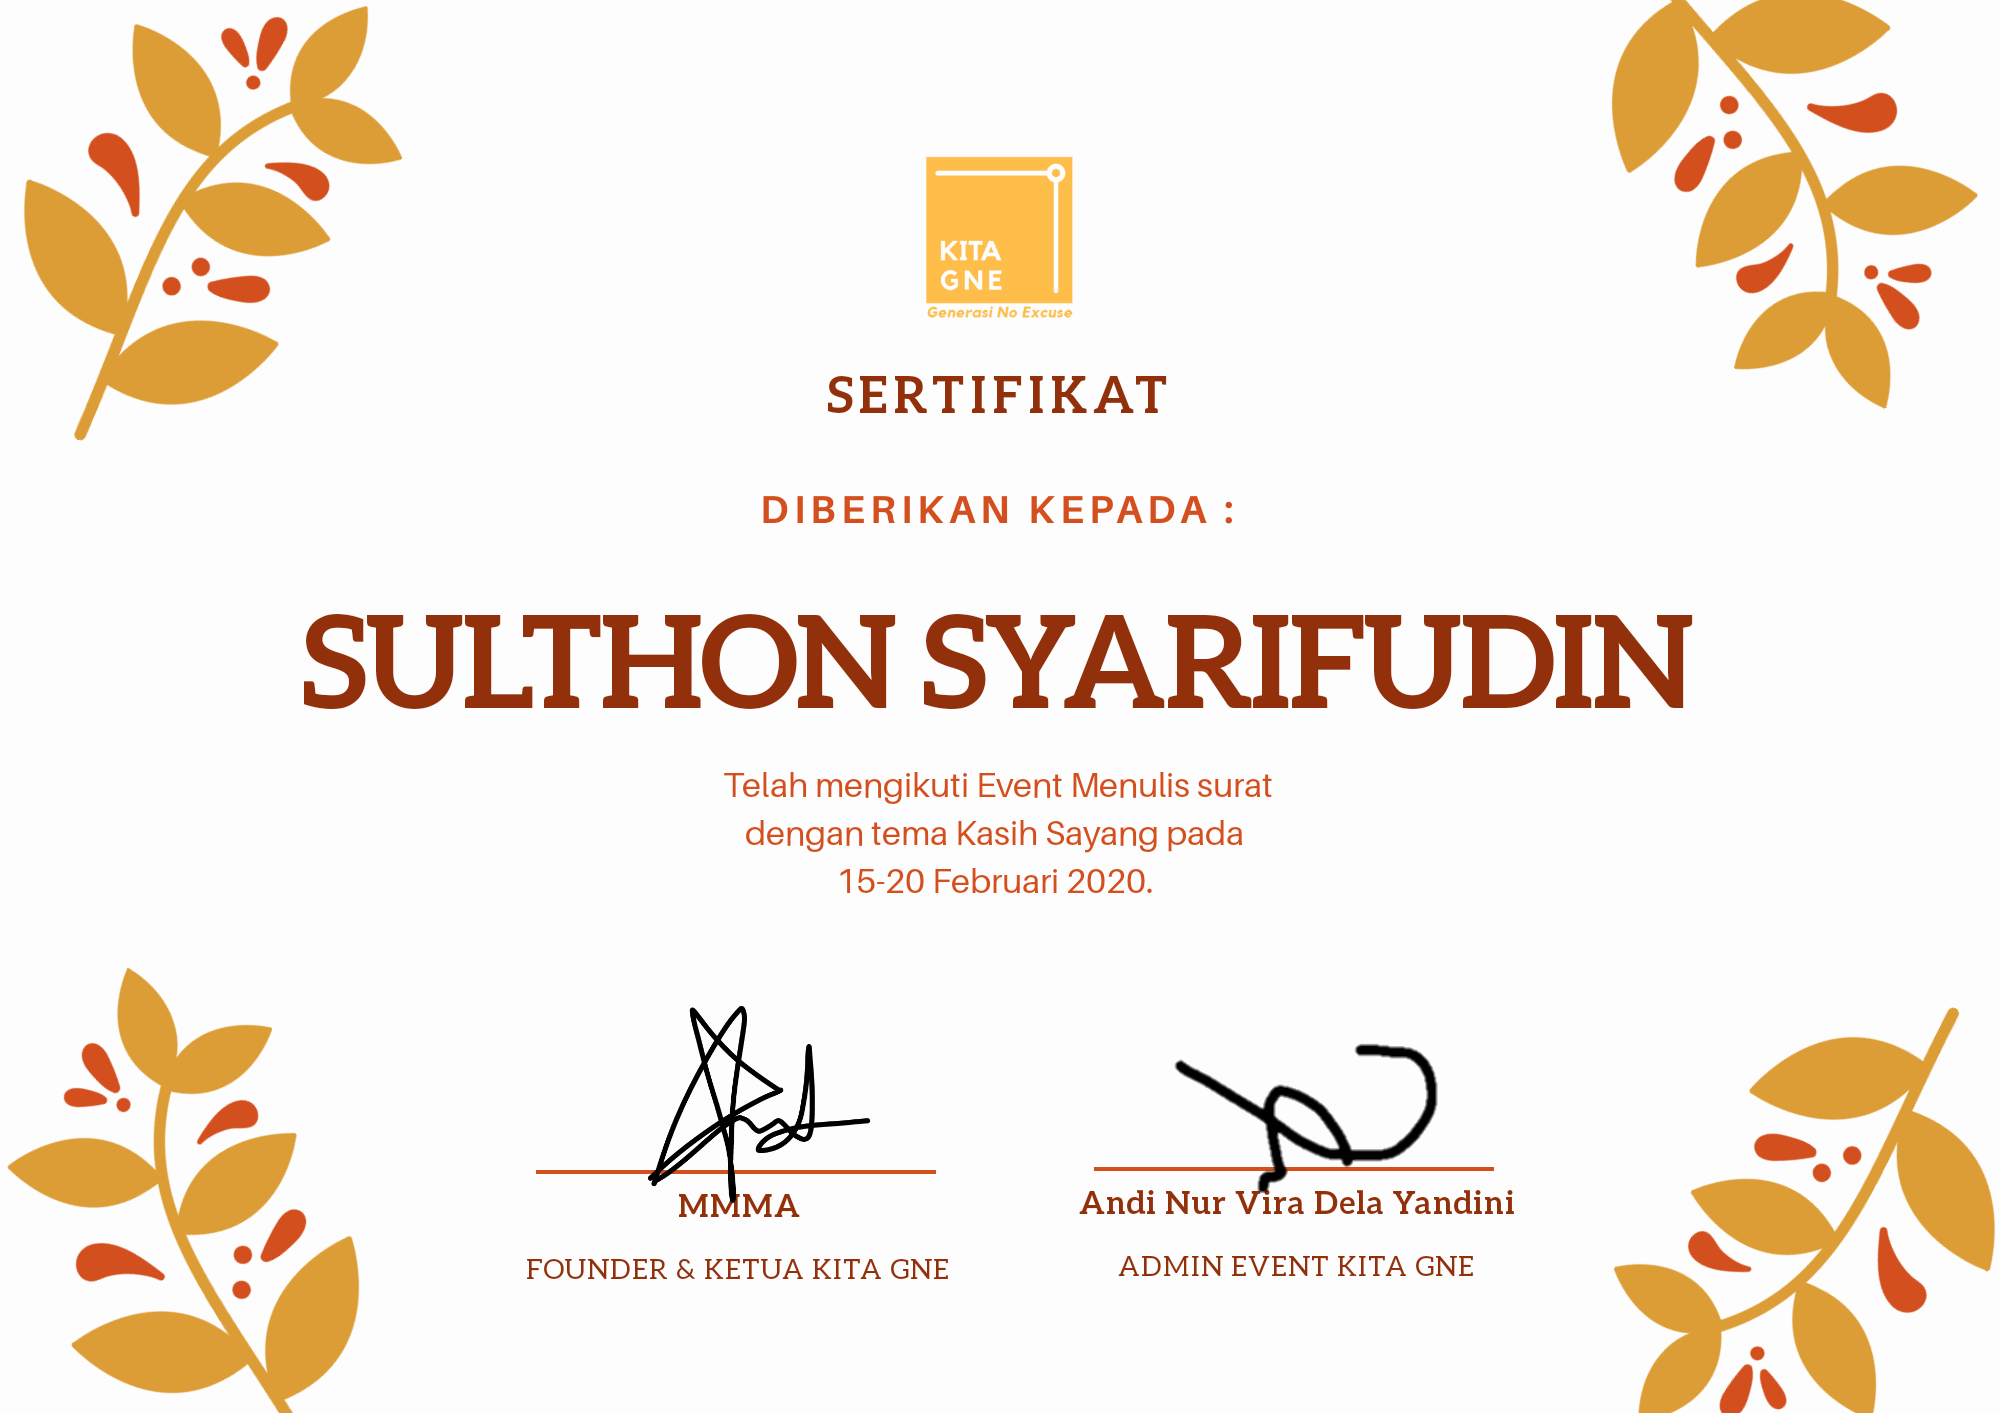 KITA
GNE
Generasi No Excuse
SERTIFIKAT
DIBERIKAN KEPADA :
SULTHON SYARIFUDIN
Telah mengikuti Event Menulis surat
dengan tema Kasih Sayang pada
15-20 Februari 2020.
MMMA
FOUNDER & KETUA KITA GNE
Andi Nur Vira Dela Yandini
ADMIN EVENT KITA GNE